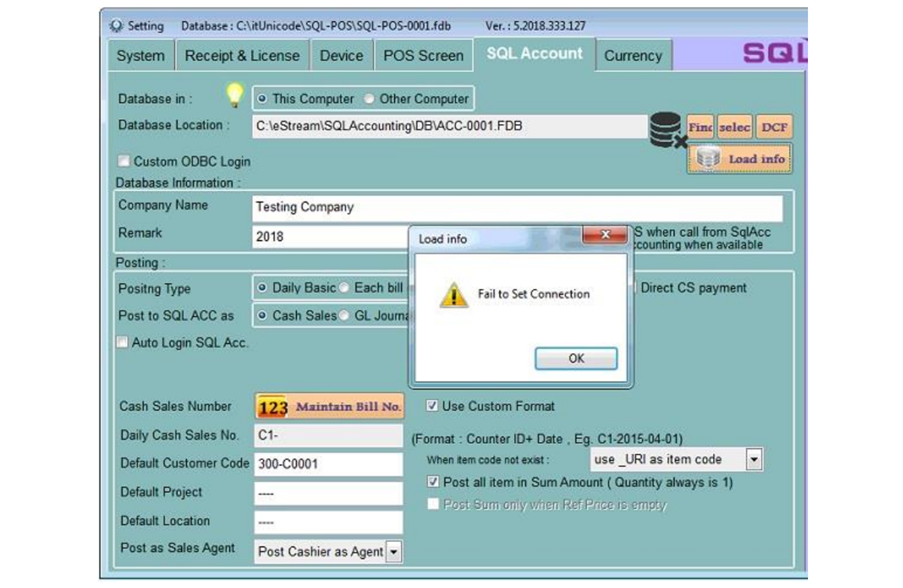 Setting Database : C:\itUnicode\SQL-POS\SQL-POS-0001.fdb Ver. : 5.2018.333.127
System Receipt & License Device POS Screen SQL Account Currency SQL
Database in : This Computer Other Computer
Database Location : C:\eStream\SQLAccounting\DB\ACC-0001.FDB Find selec DCF
Custom ODBC Login Load info
Database Information :
Company Name Testing Company
Remark 2018 S when call from SqlAcc
counting when available
Load info
Posting :
Positng Type Daily Basic Each bill Direct CS payment
Fail to Set Connection
Post to SQL ACC as Cash Sales GL Journa
Auto Login SQL Acc.
OK
Cash Sales Number 123 Maintain Bill No. Use Custom Format
Daily Cash Sales No. C1- (Format : Counter ID+ Date , Eg. C1-2015-04-01)
Default Customer Code 300-C0001 When item code not exist : use _URI as item code
Default Project ---- Post all item in Sum Amount ( Quantity always is 1)
Post Sum only when Ref Price is empty
Default Location ----
Post as Sales Agent Post Cashier as Agent